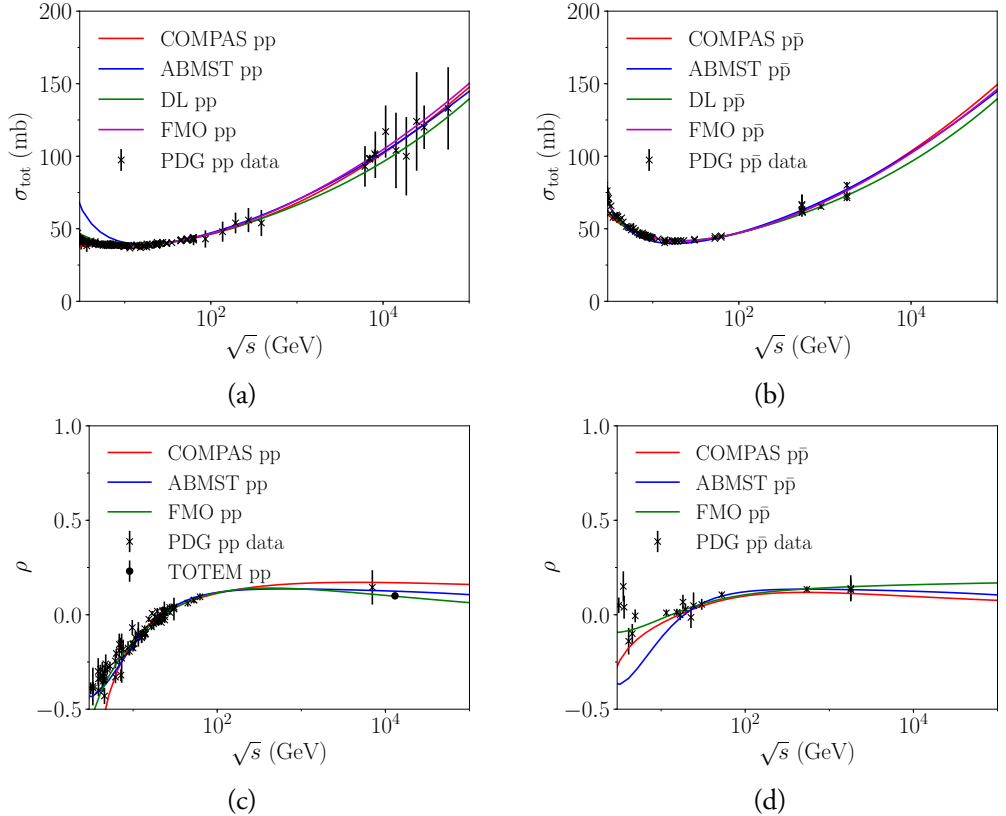 200
150
100
50
0
σ_tot (mb)
COMPAS pp
ABMST pp
DL pp
FMO pp
PDG pp data
10² 10⁴
√s (GeV)
(a)
200
150
100
50
0
σ_tot (mb)
COMPAS pp̄
ABMST pp̄
DL pp̄
FMO pp̄
PDG pp̄ data
10² 10⁴
√s (GeV)
(b)
1.0
0.5
0.0
−0.5
ρ
COMPAS pp
ABMST pp
FMO pp
PDG pp data
TOTEM pp
10² 10⁴
√s (GeV)
(c)
1.0
0.5
0.0
−0.5
ρ
COMPAS pp̄
ABMST pp̄
FMO pp̄
PDG pp̄ data
10² 10⁴
√s (GeV)
(d)